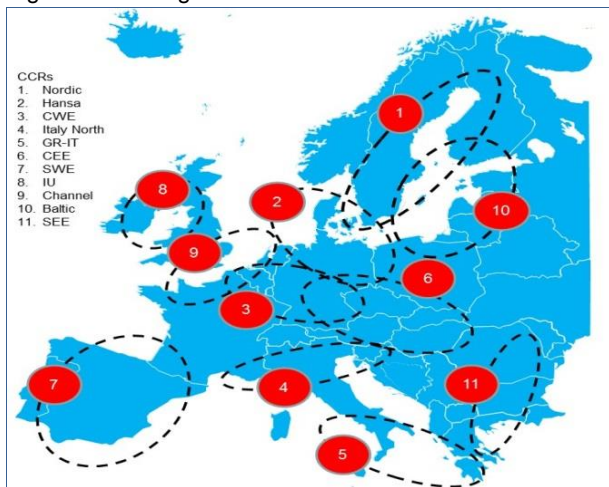 CCRs
1. Nordic
2. Hansa
3. CWE
4. Italy North
5. GR-IT
6. CEE
7. SWE
8. IU
9. Channel
10. Baltic
11. SEE
1
8
2
10
9
6
3
7
4
11
5